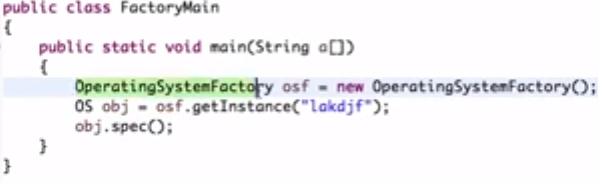 public class FactoryMain
{
public static void main(String a[])
{
OperatingSystemFactory osf = new OperatingSystemFactory();
OS obj = osf.getInstance("lakdjf");
obj.spec();
}
}